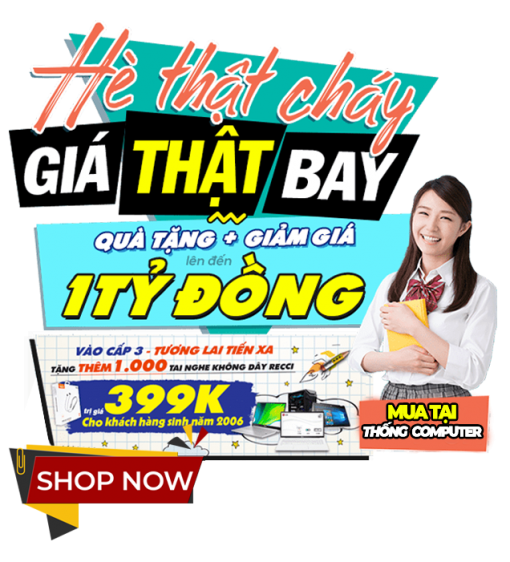 Hè thật cháy
GIÁ THẬT BAY
QUÀ TẶNG + GIẢM GIÁ
lên đến
1 TỶ ĐỒNG
VÀO CẤP 3 - TƯƠNG LAI TIẾN XA
TẶNG THÊM 1.000 TAI NGHE KHÔNG DÂY RECCI
trị giá 399K
Cho khách hàng sinh năm 2006
MUA TẠI
THỐNG COMPUTER
SHOP NOW